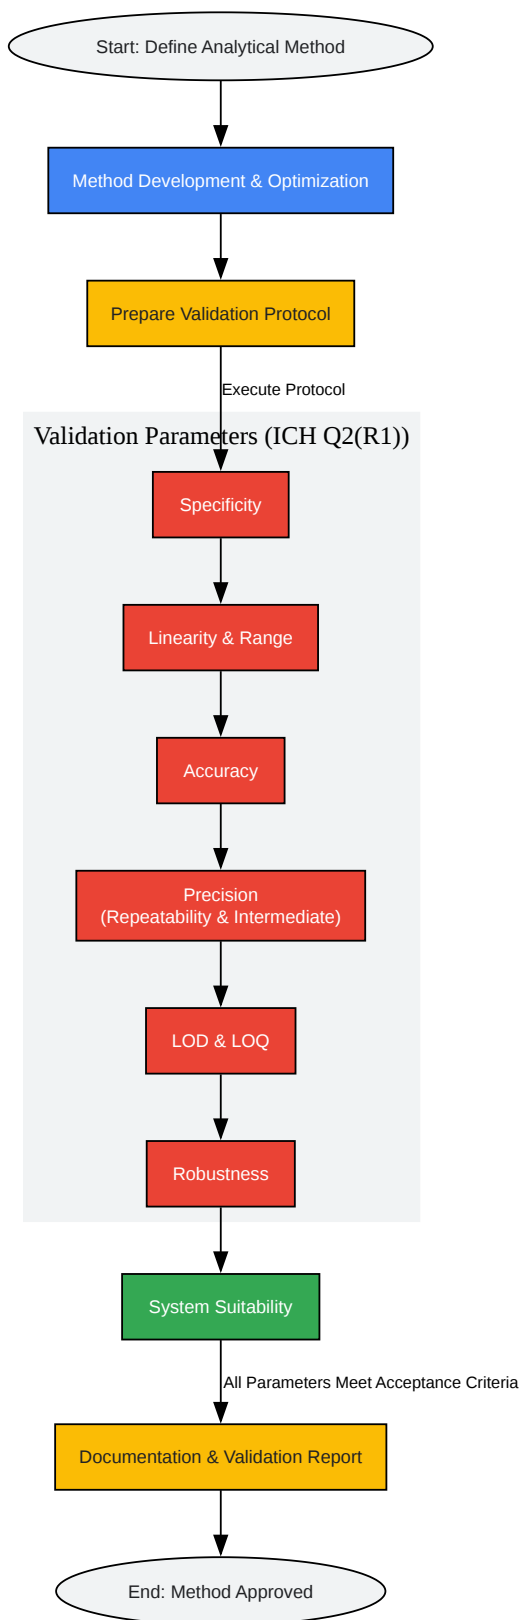 Start: Define Analytical Method
Method Development & Optimization
Prepare Validation Protocol
Execute Protocol
Validation Parameters (ICH Q2(R1))
Specificity
Linearity & Range
Accuracy
Precision
(Repeatability & Intermediate)
LOD & LOQ
Robustness
System Suitability
All Parameters Meet Acceptance Criteria
Documentation & Validation Report
End: Method Approved